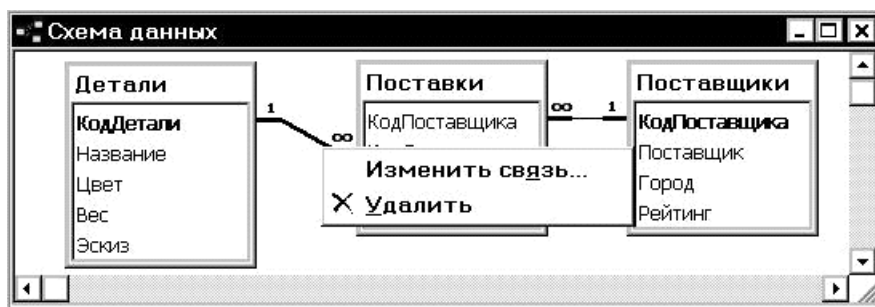 Схема данных
Детали
КодДетали
Название
Цвет
Вес
Эскиз
1
∞
Поставки
КодПоставщика
∞
1
Поставщики
КодПоставщика
Поставщик
Город
Рейтинг
Изменить связь...
Удалить